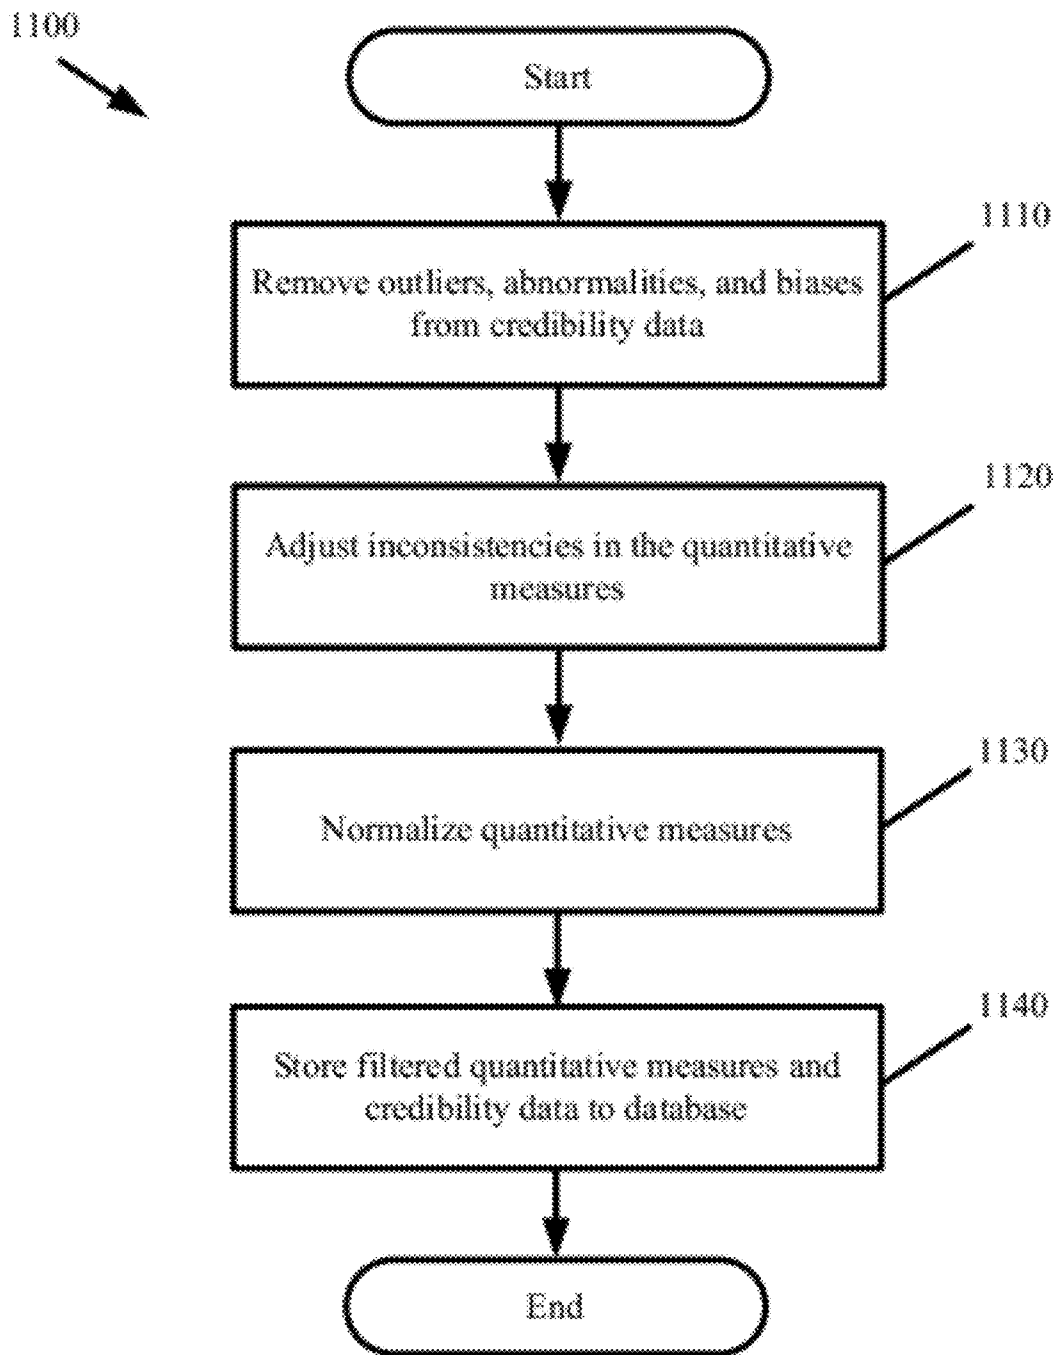 1100
Start
1110
Remove outliers, abnormalities, and biases
from credibility data
1120
Adjust inconsistencies in the quantitative
measures
1130
Normalize quantitative measures
1140
Store filtered quantitative measures and
credibility data to database
End